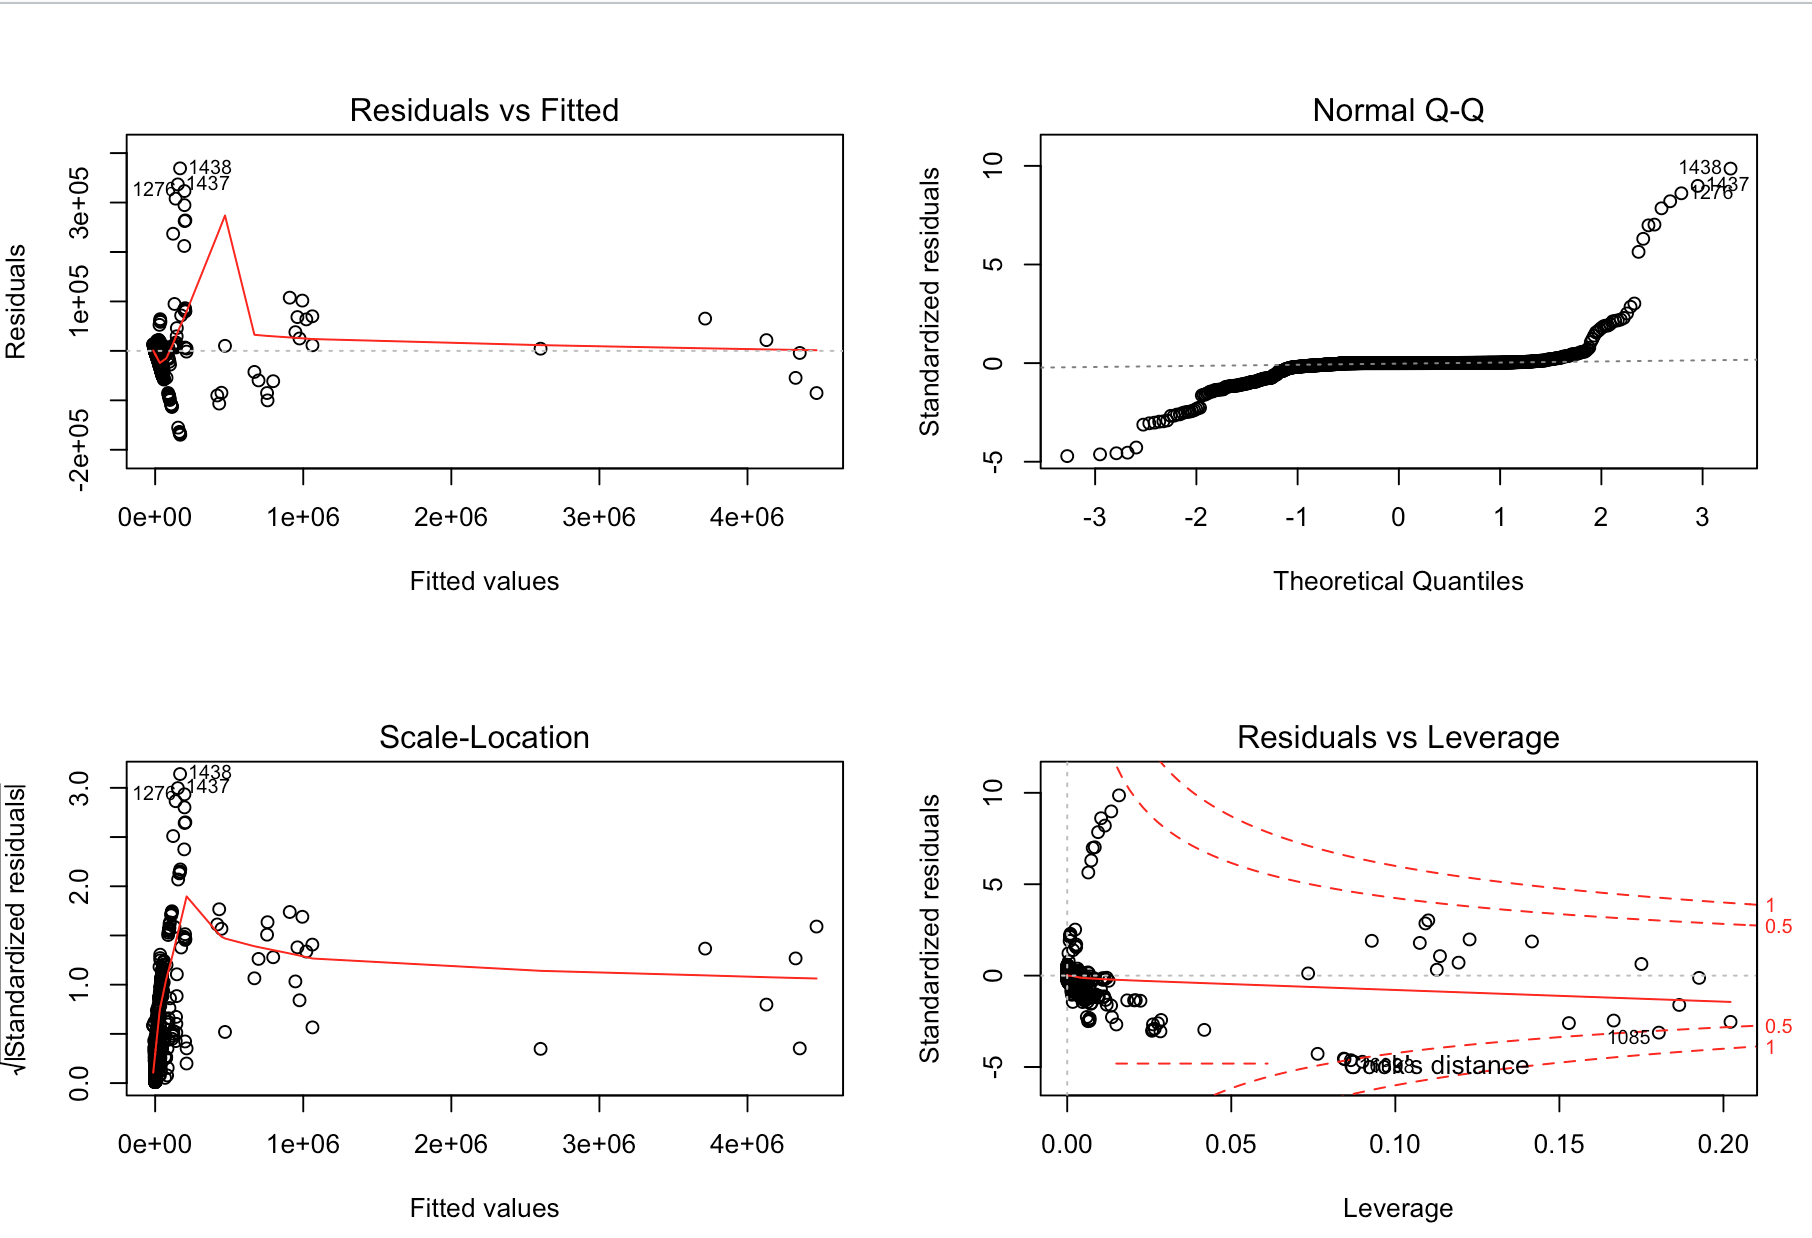 Residuals vs Fitted
Residuals
3e+05
1e+05
-2e+05
1438
1276
1437
0e+00 1e+06 2e+06 3e+06 4e+06
Fitted values
Normal Q-Q
Standardized residuals
10
5
0
-5
1438
1437
1276
-3 -2 -1 0 1 2 3
Theoretical Quantiles
Scale-Location
√|Standardized residuals|
3.0
2.0
1.0
0.0
1438
1276
1437
0e+00 1e+06 2e+06 3e+06 4e+06
Fitted values
Residuals vs Leverage
Standardized residuals
10
5
0
-5
1
0.5
0.5
1
1085
Cook's distance
0.00 0.05 0.10 0.15 0.20
Leverage